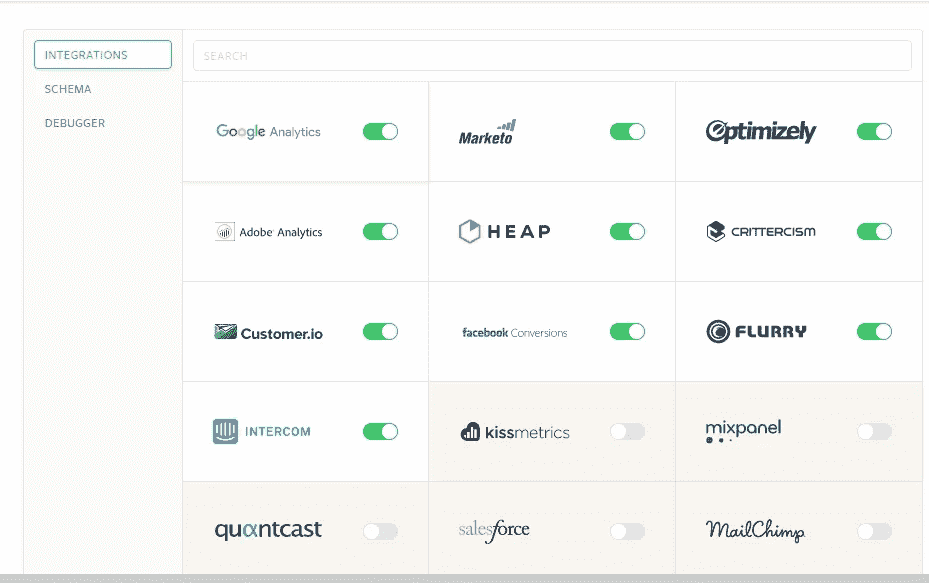 INTEGRATIONS
SEARCH
SCHEMA
DEBUGGER
Google Analytics
Marketo
Optimizely
Adobe Analytics
HEAP
CRITTERCISM
Customer.io
facebook Conversions
FLURRY
INTERCOM
kissmetrics
mixpanel
quantcast
salesforce
MailChimp